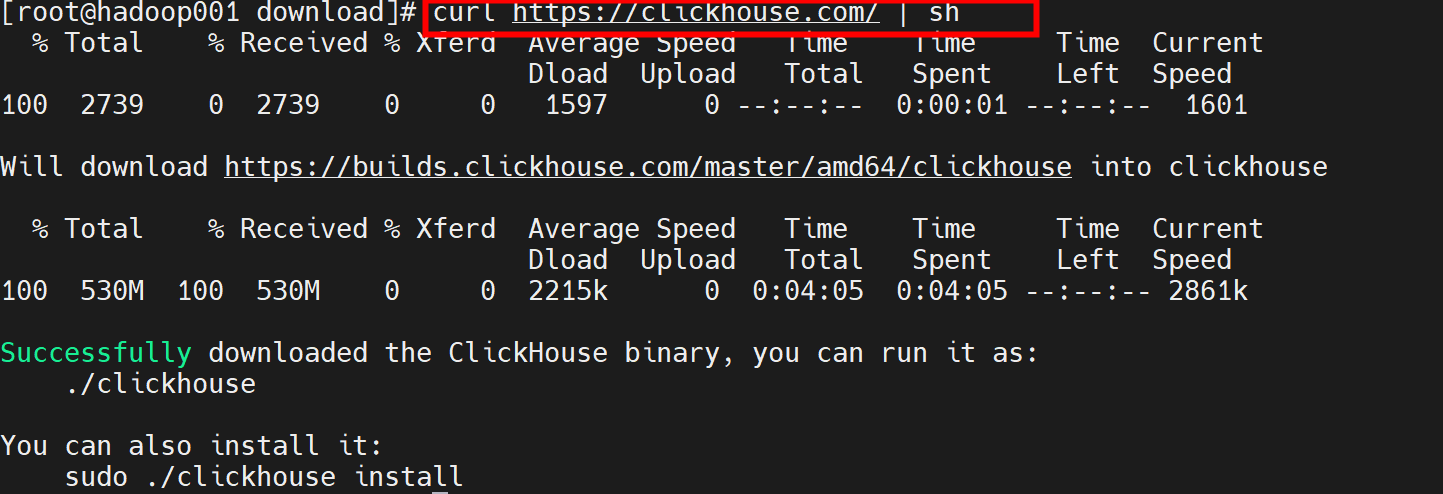 [root@hadoop001 download]# curl https://clickhouse.com/ | sh
  % Total    % Received % Xferd  Average Speed   Time    Time     Time  Current
                                 Dload  Upload   Total   Spent    Left  Speed
100  2739    0  2739    0     0   1597      0 --:--:--  0:00:01 --:--:--  1601
Will download https://builds.clickhouse.com/master/amd64/clickhouse into clickhouse
  % Total    % Received % Xferd  Average Speed   Time    Time     Time  Current
                                 Dload  Upload   Total   Spent    Left  Speed
100  530M  100  530M    0     0  2215k      0  0:04:05  0:04:05 --:--:-- 2861k
Successfully downloaded the ClickHouse binary, you can run it as:
    ./clickhouse
You can also install it:
    sudo ./clickhouse install